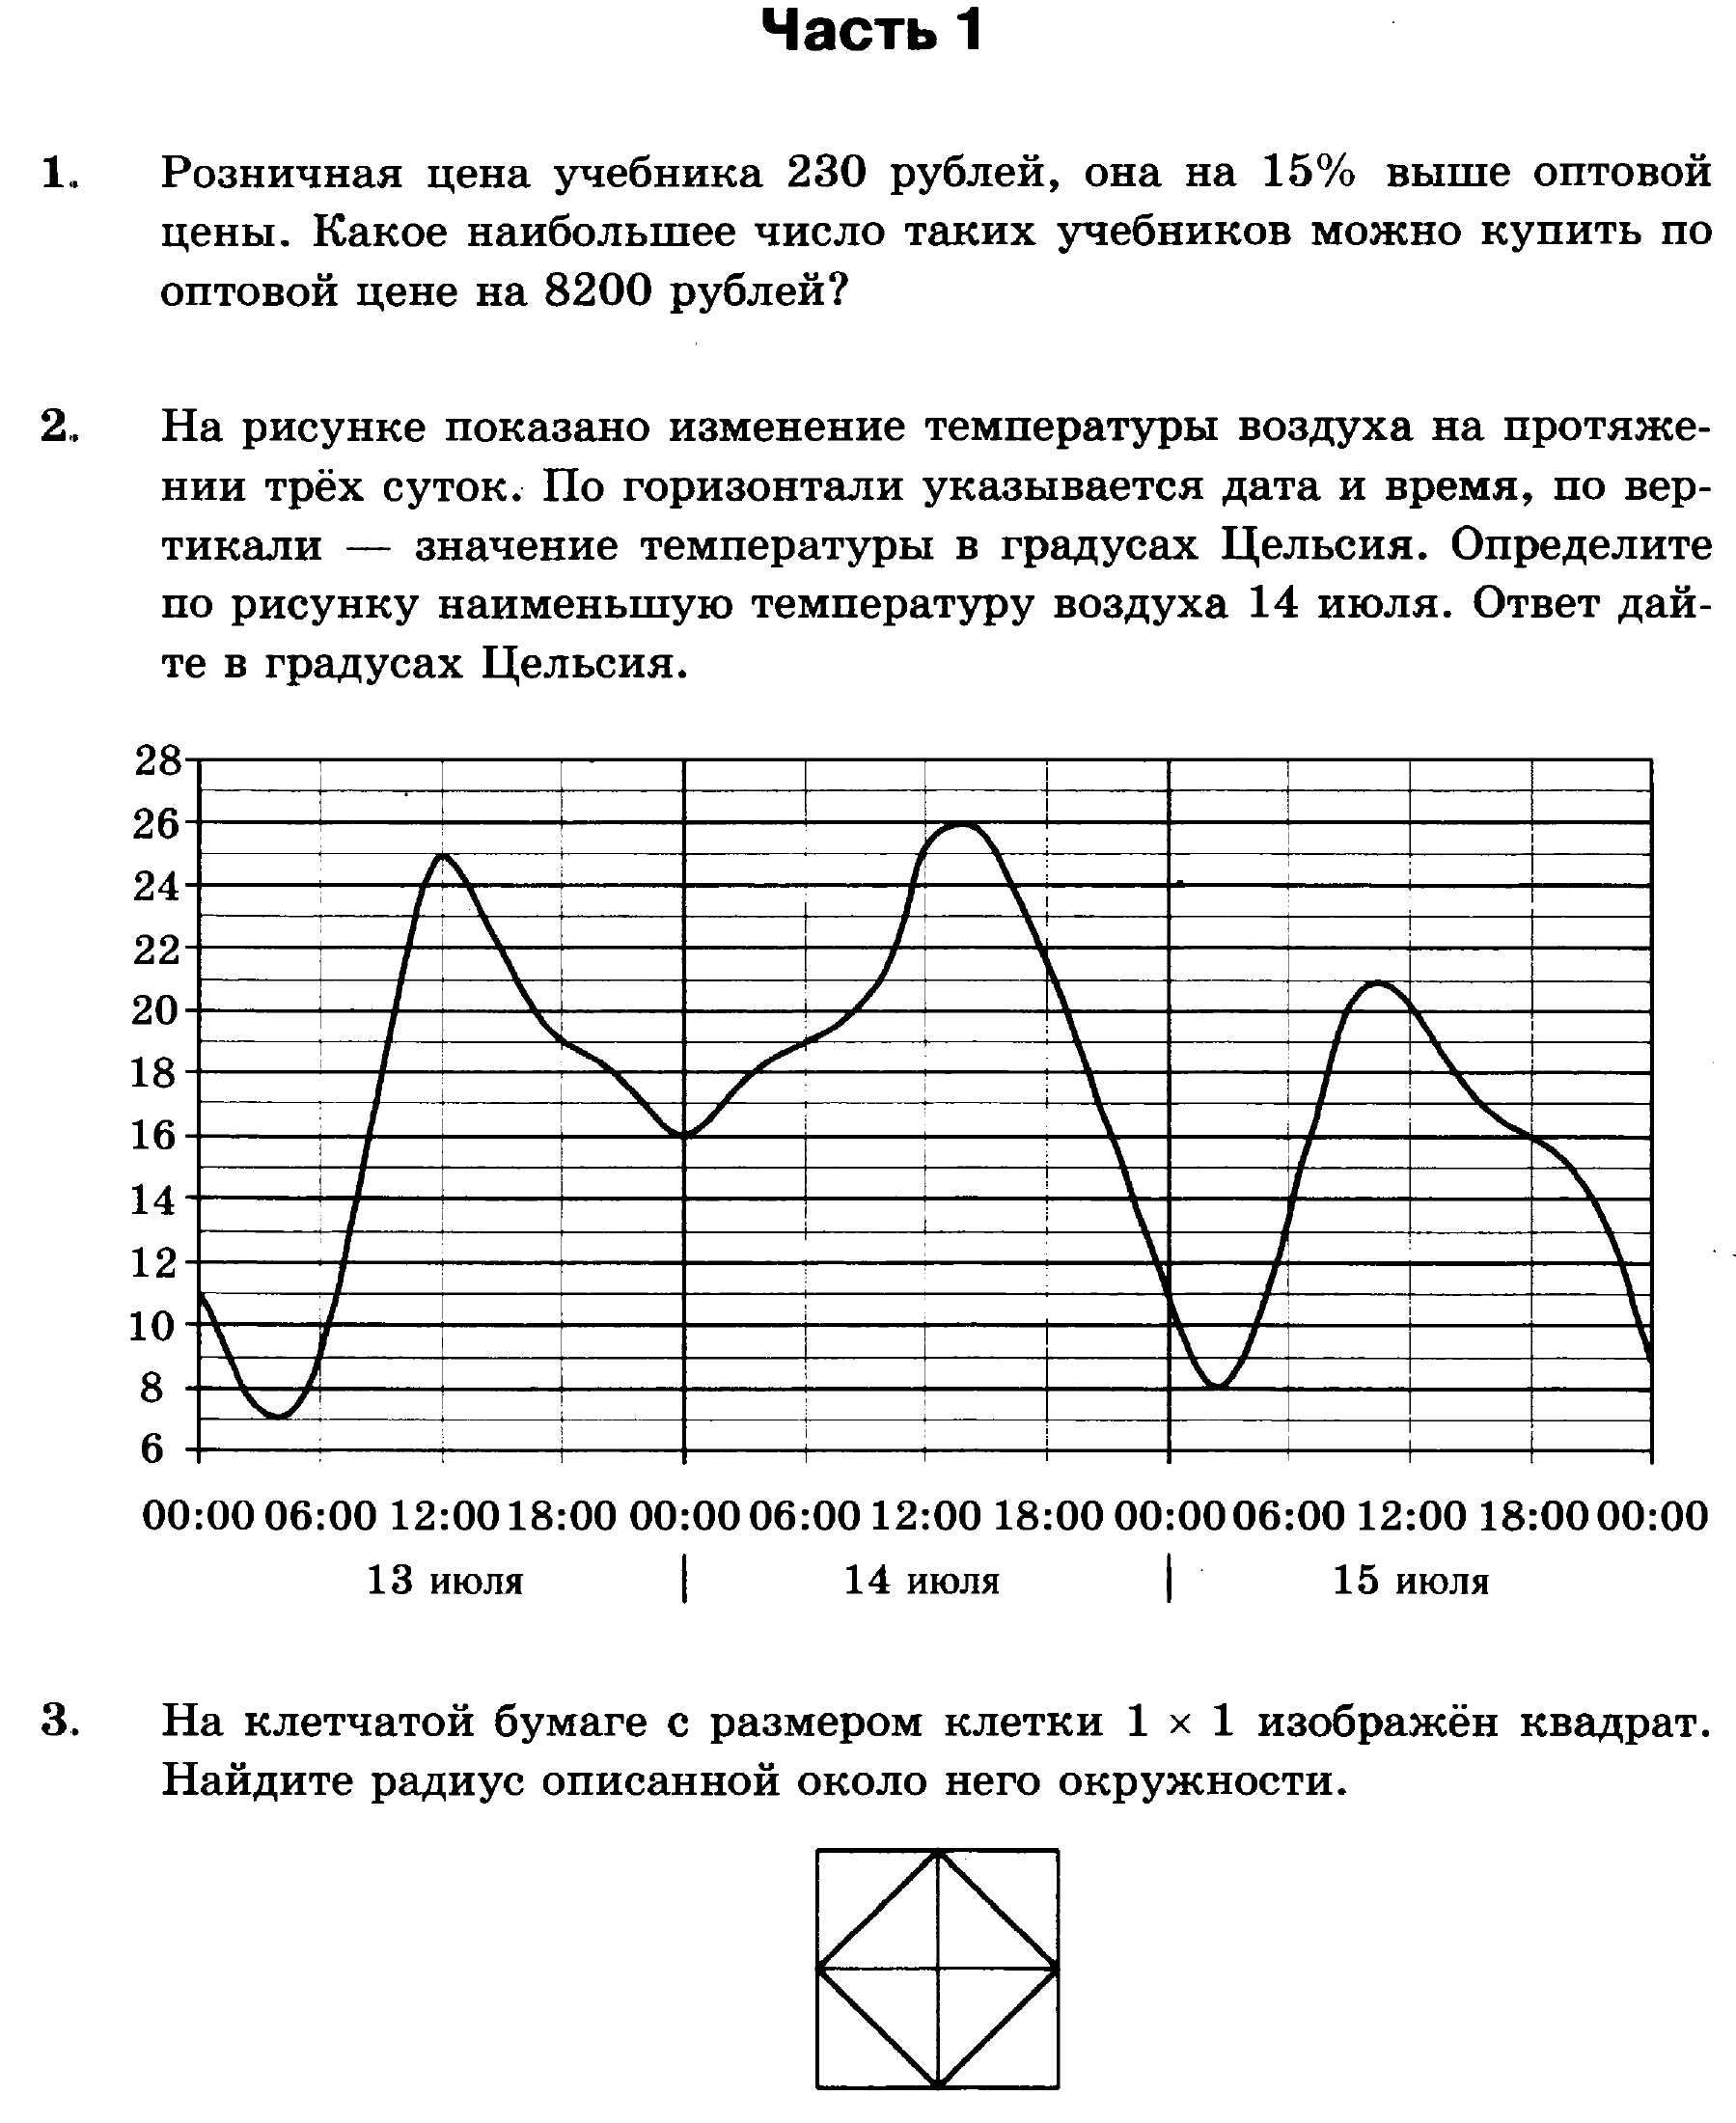 Часть 1
1. Розничная цена учебника 230 рублей, она на 15% выше оптовой
цены. Какое наибольшее число таких учебников можно купить по
оптовой цене на 8200 рублей?
2. На рисунке показано изменение температуры воздуха на протяже-
нии трёх суток. По горизонтали указывается дата и время, по вер-
тикали — значение температуры в градусах Цельсия. Определите
по рисунку наименьшую температуру воздуха 14 июля. Ответ дай-
те в градусах Цельсия.
28
26
24
22
20
18
16
14
12
10
8
6
00:00 06:00 12:00 18:00 00:00 06:00 12:00 18:00 00:00 06:00 12:00 18:00 00:00
13 июля | 14 июля | 15 июля
3. На клетчатой бумаге с размером клетки 1 × 1 изображён квадрат.
Найдите радиус описанной около него окружности.